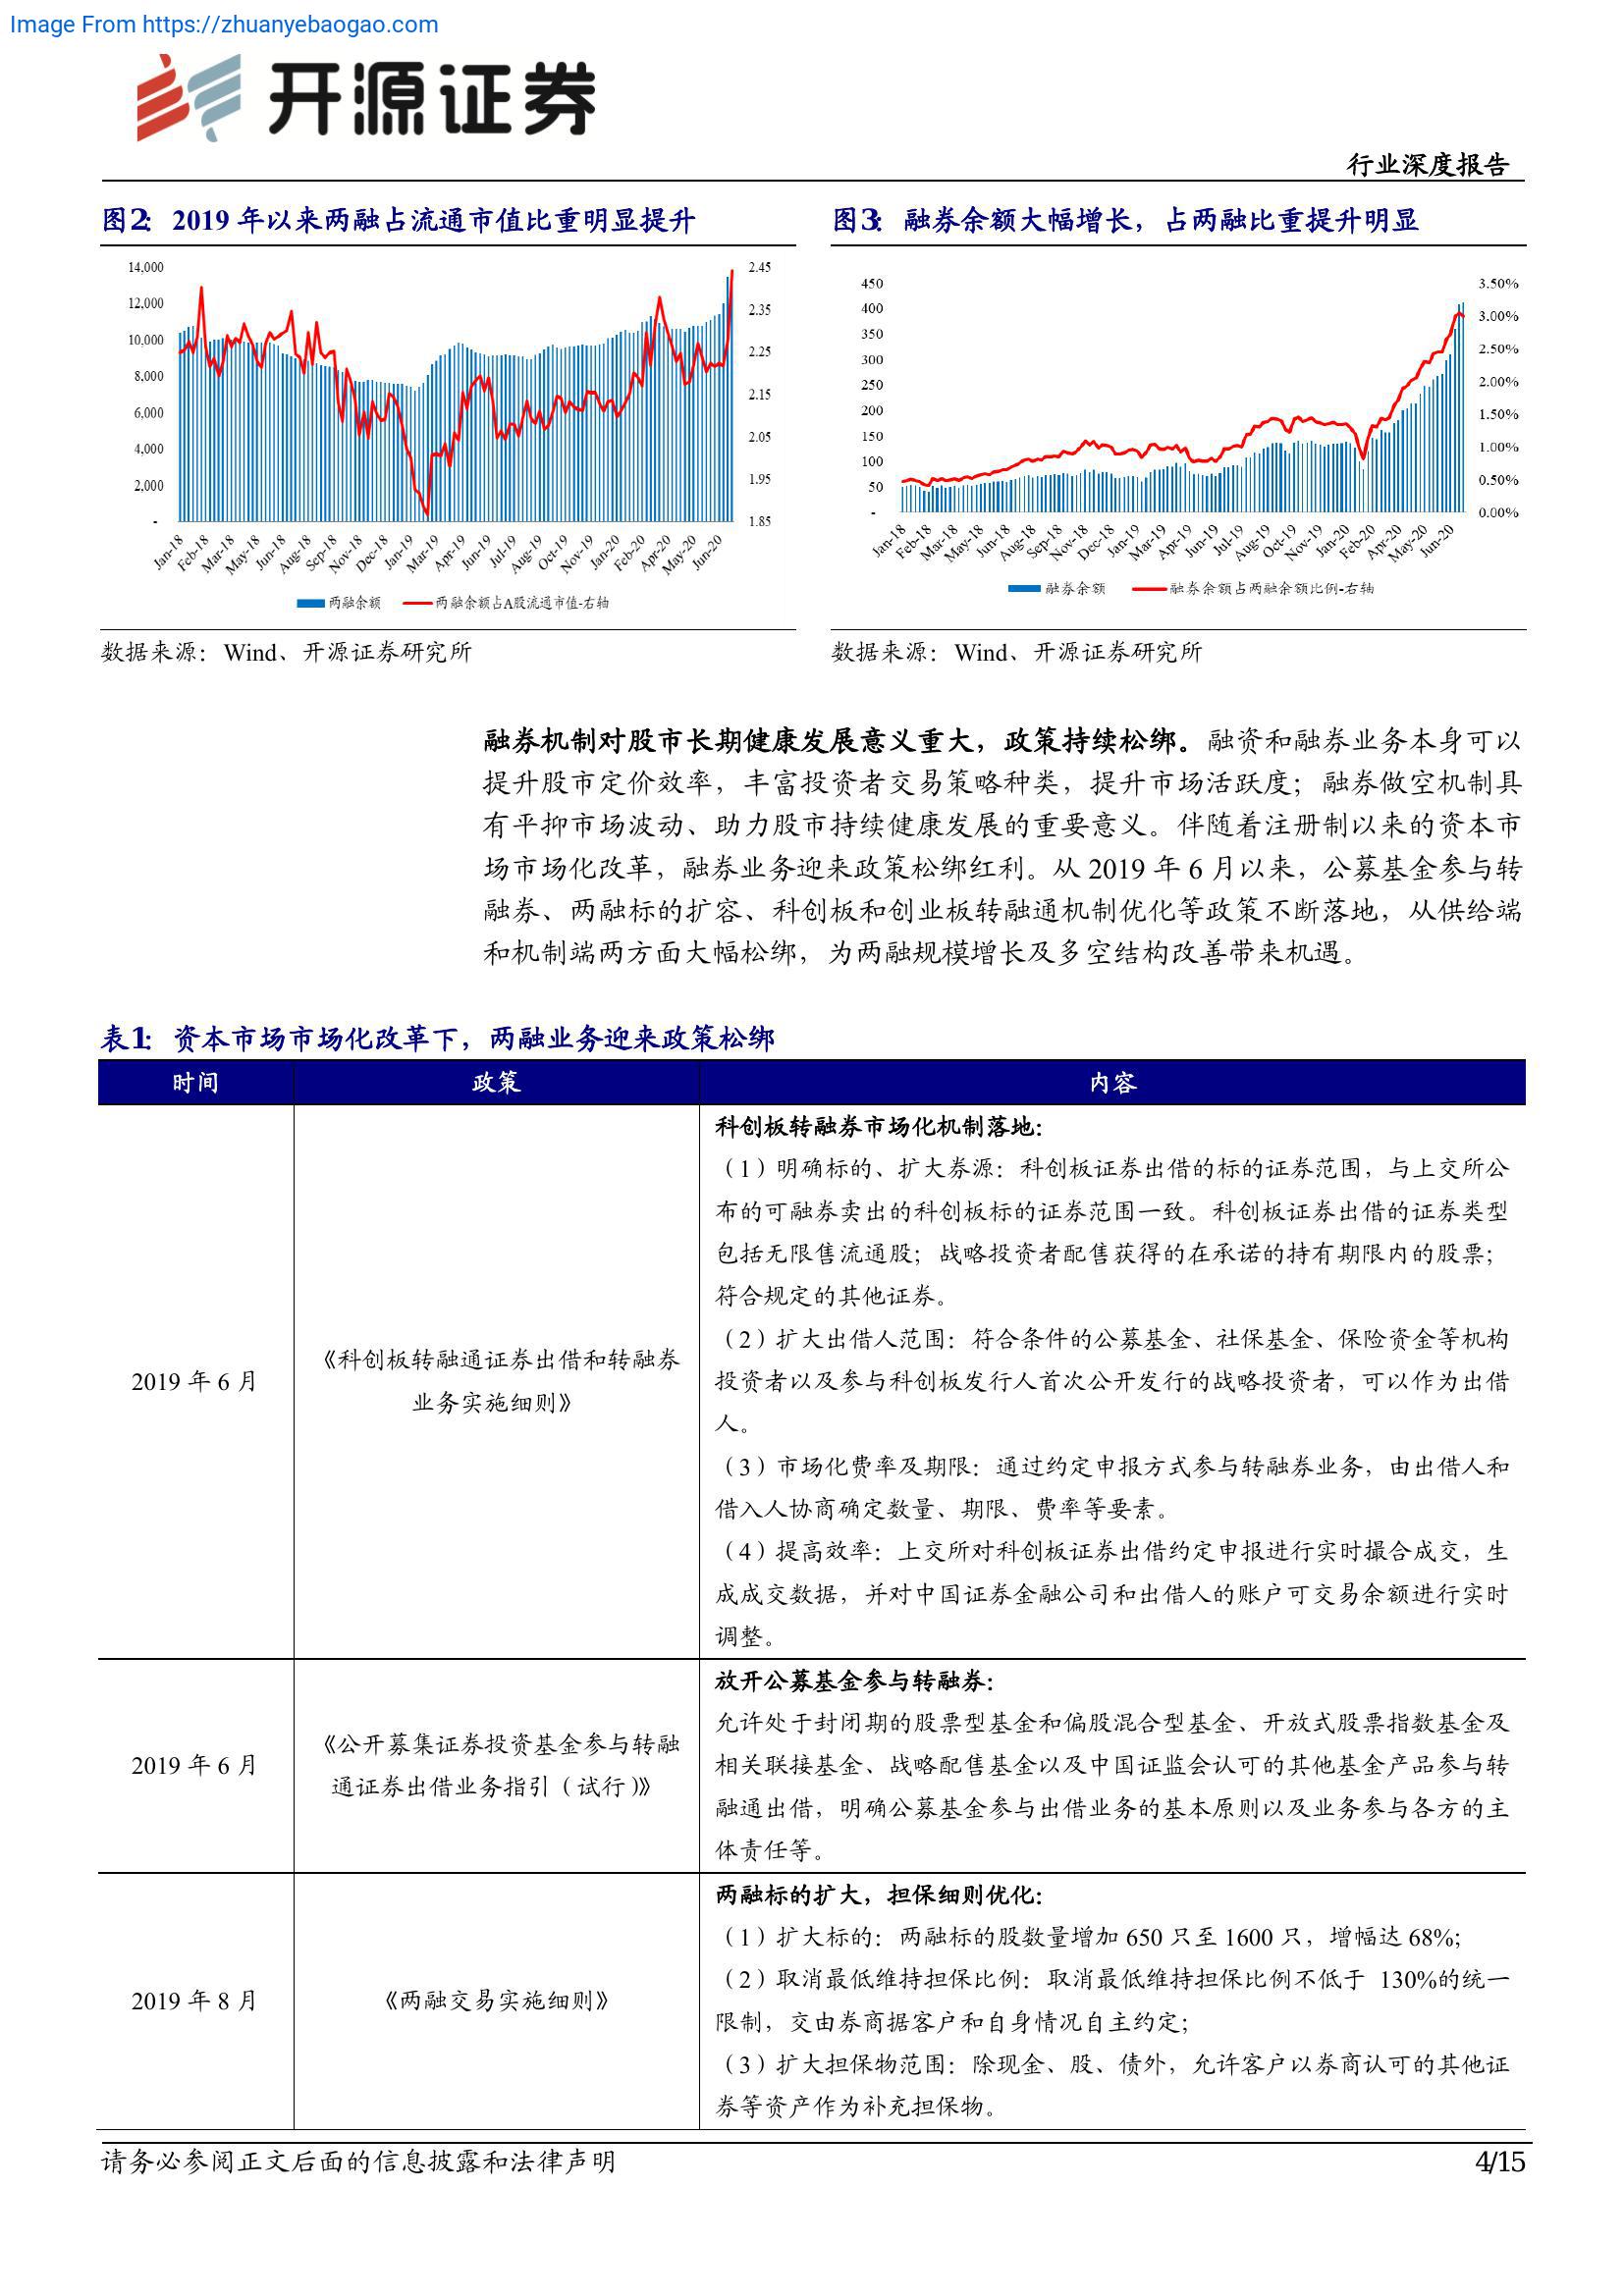 Image From https://zhuanyebaogao.com
开源证券
行业深度报告
图2： 2019 年以来两融占流通市值比重明显提升
14,000
12,000
10,000
8,000
6,000
4,000
2,000
-
2.45
2.35
2.25
2.15
2.05
1.95
1.85
Jan-18 Feb-18 Mar-18 May-18 Jun-18 Aug-18 Sep-18 Nov-18 Dec-18 Jan-19 Mar-19 Apr-19 Jun-19 Jul-19 Aug-19 Oct-19 Nov-19 Jan-20 Feb-20 Apr-20 May-20 Jun-20
两融余额 两融余额占A股流通市值-右轴
数据来源：Wind、开源证券研究所
图3： 融券余额大幅增长，占两融比重提升明显
450
400
350
300
250
200
150
100
50
-
3.50%
3.00%
2.50%
2.00%
1.50%
1.00%
0.50%
0.00%
Jan-18 Feb-18 Mar-18 May-18 Jun-18 Aug-18 Sep-18 Nov-18 Dec-18 Jan-19 Mar-19 Apr-19 Jun-19 Jul-19 Aug-19 Oct-19 Nov-19 Jan-20 Feb-20 Apr-20 May-20 Jun-20
融券余额 融券余额占两融余额比例-右轴
数据来源：Wind、开源证券研究所
融券机制对股市长期健康发展意义重大，政策持续松绑。融资和融券业务本身可以
提升股市定价效率，丰富投资者交易策略种类，提升市场活跃度；融券做空机制具
有平抑市场波动、助力股市持续健康发展的重要意义。伴随着注册制以来的资本市
场市场化改革，融券业务迎来政策松绑红利。从 2019 年 6 月以来，公募基金参与转
融券、两融标的扩容、科创板和创业板转融通机制优化等政策不断落地，从供给端
和机制端两方面大幅松绑，为两融规模增长及多空结构改善带来机遇。
表1： 资本市场市场化改革下，两融业务迎来政策松绑
时间 政策 内容
2019 年 6 月
《科创板转融通证券出借和转融券
业务实施细则》
科创板转融券市场化机制落地：
（1）明确标的、扩大券源：科创板证券出借的标的证券范围，与上交所公
布的可融券卖出的科创板标的证券范围一致。科创板证券出借的证券类型
包括无限售流通股；战略投资者配售获得的在承诺的持有期限内的股票；
符合规定的其他证券。
（2）扩大出借人范围：符合条件的公募基金、社保基金、保险资金等机构
投资者以及参与科创板发行人首次公开发行的战略投资者，可以作为出借
人。
（3）市场化费率及期限：通过约定申报方式参与转融券业务，由出借人和
借入人协商确定数量、期限、费率等要素。
（4）提高效率：上交所对科创板证券出借约定申报进行实时撮合成交，生
成成交数据，并对中国证券金融公司和出借人的账户可交易余额进行实时
调整。
2019 年 6 月
《公开募集证券投资基金参与转融
通证券出借业务指引（试行）》
放开公募基金参与转融券：
允许处于封闭期的股票型基金和偏股混合型基金、开放式股票指数基金及
相关联接基金、战略配售基金以及中国证监会认可的其他基金产品参与转
融通出借，明确公募基金参与出借业务的基本原则以及业务参与各方的主
体责任等。
2019 年 8 月
《两融交易实施细则》
两融标的扩大，担保细则优化：
（1）扩大标的：两融标的股数量增加 650 只至 1600 只，增幅达 68%;
（2）取消最低维持担保比例：取消最低维持担保比例不低于 130%的统一
限制，交由券商据客户和自身情况自主约定；
（3）扩大担保物范围：除现金、股、债外，允许客户以券商认可的其他证
券等资产作为补充担保物。
请务必参阅正文后面的信息披露和法律声明
4/15